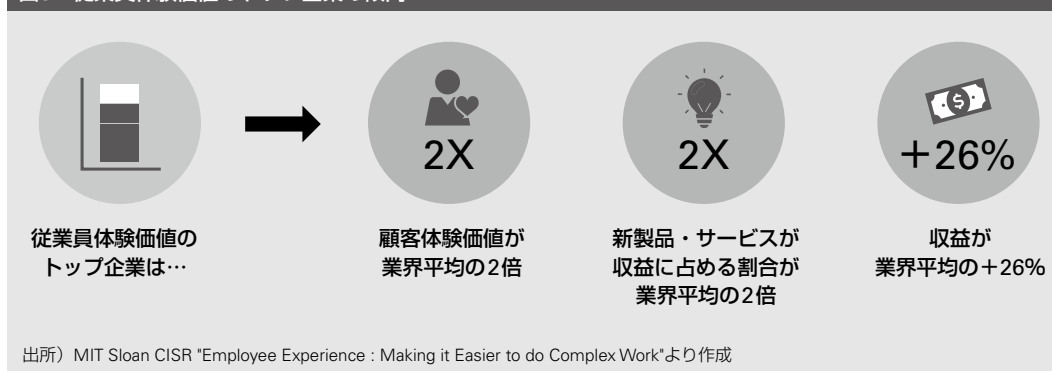 2X
2X
$
+26%
従業員体験価値の
トップ企業は…
顧客体験価値が
業界平均の2倍
新製品・サービスが
収益に占める割合が
業界平均の2倍
収益が
業界平均の+26%
出所）MIT Sloan CISR "Employee Experience : Making it Easier to do Complex Work"より作成